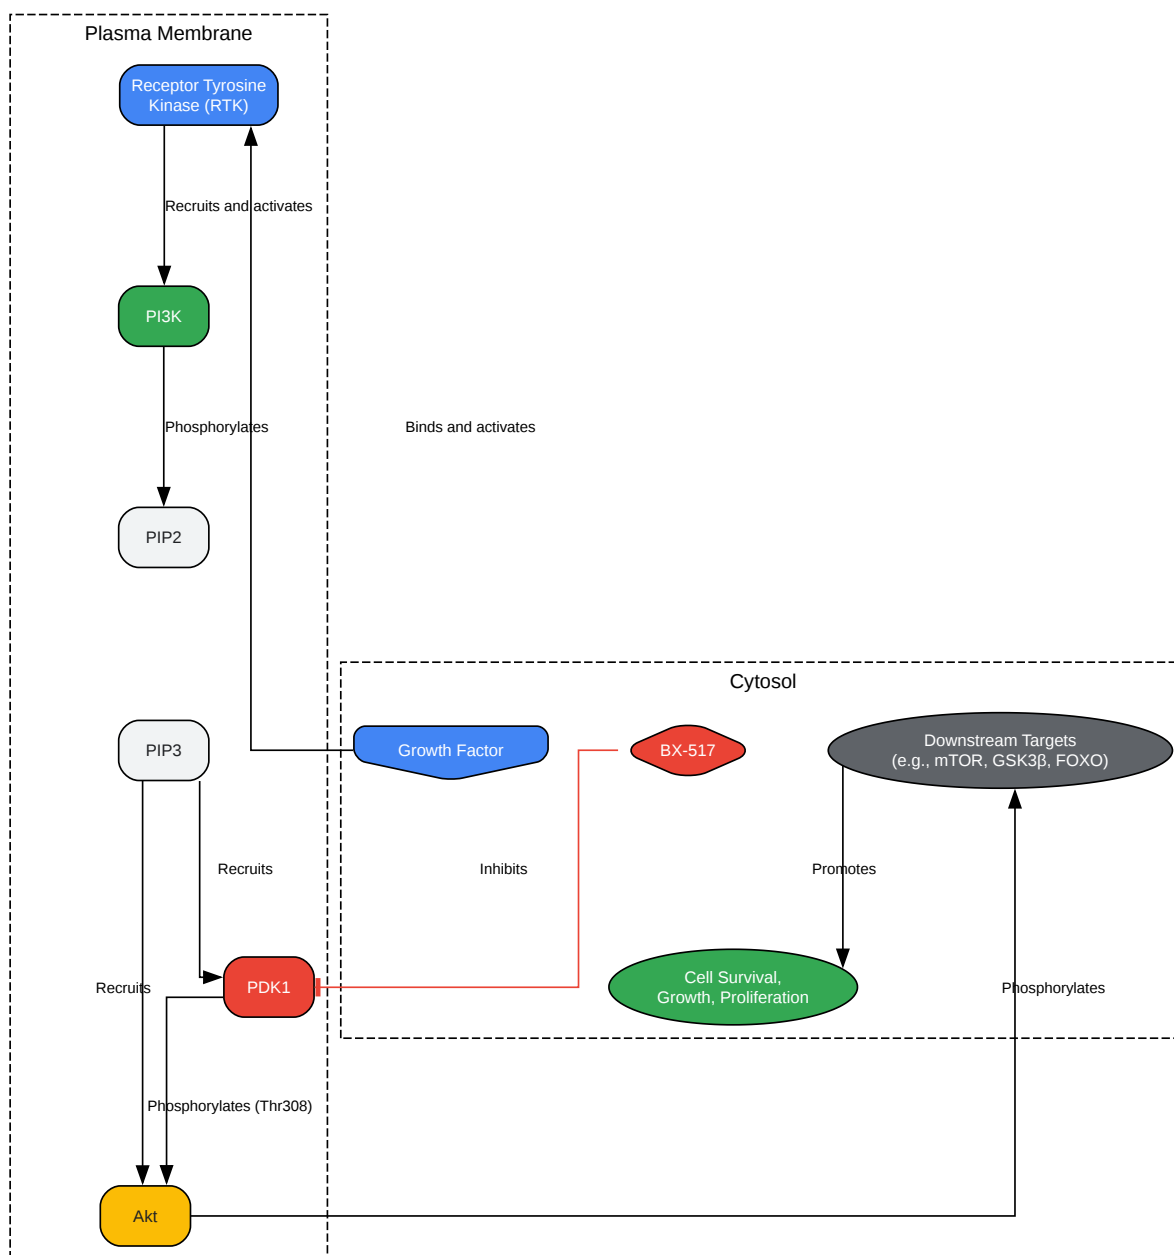 Plasma Membrane
Receptor Tyrosine
Kinase (RTK)
Recruits and activates
PI3K
Phosphorylates
Binds and activates
PIP2
Cytosol
PIP3
Growth Factor
BX-517
Downstream Targets
(e.g., mTOR, GSK3β, FOXO)
Recruits
Inhibits
Promotes
Recruits
PDK1
Cell Survival,
Growth, Proliferation
Phosphorylates
Phosphorylates (Thr308)
Akt